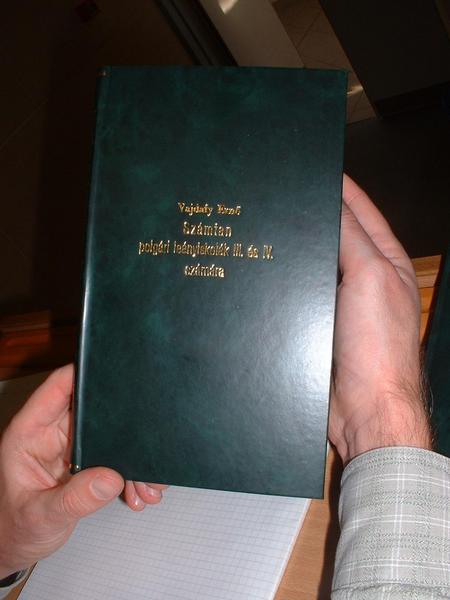 Vajdafy Ernő
Számtan
polgári leányiskolák III. és IV.
számára